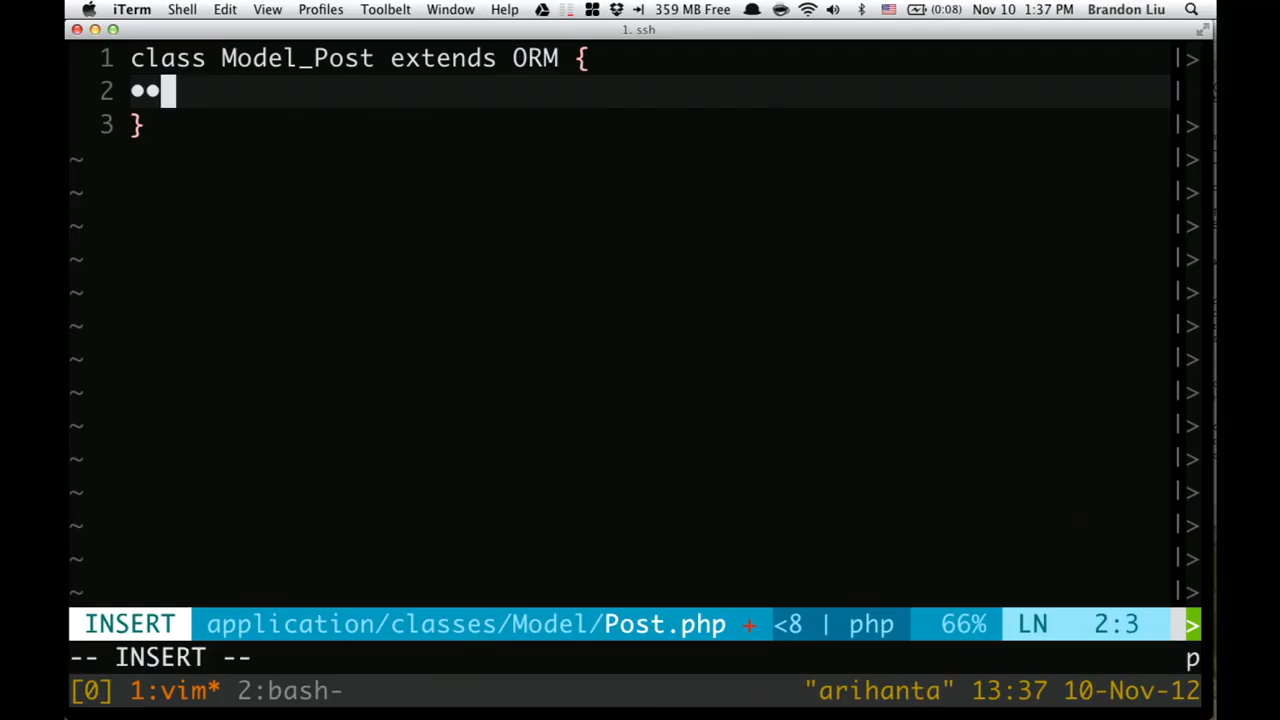 iTerm Shell Edit View Profiles Toolbelt Window Help 359 MB Free (0:08) Nov 10 1:37 PM Brandon Liu
1. ssh
1 class Model_Post extends ORM {
2 ••
3 }
~
~
~
~
~
~
~
~
~
~
~
~
~
~
INSERT application/classes/Model/Post.php + <8 | php 66% LN 2:3 >
-- INSERT -- p
[0] 1:vim* 2:bash- "arihanta" 13:37 10-Nov-12